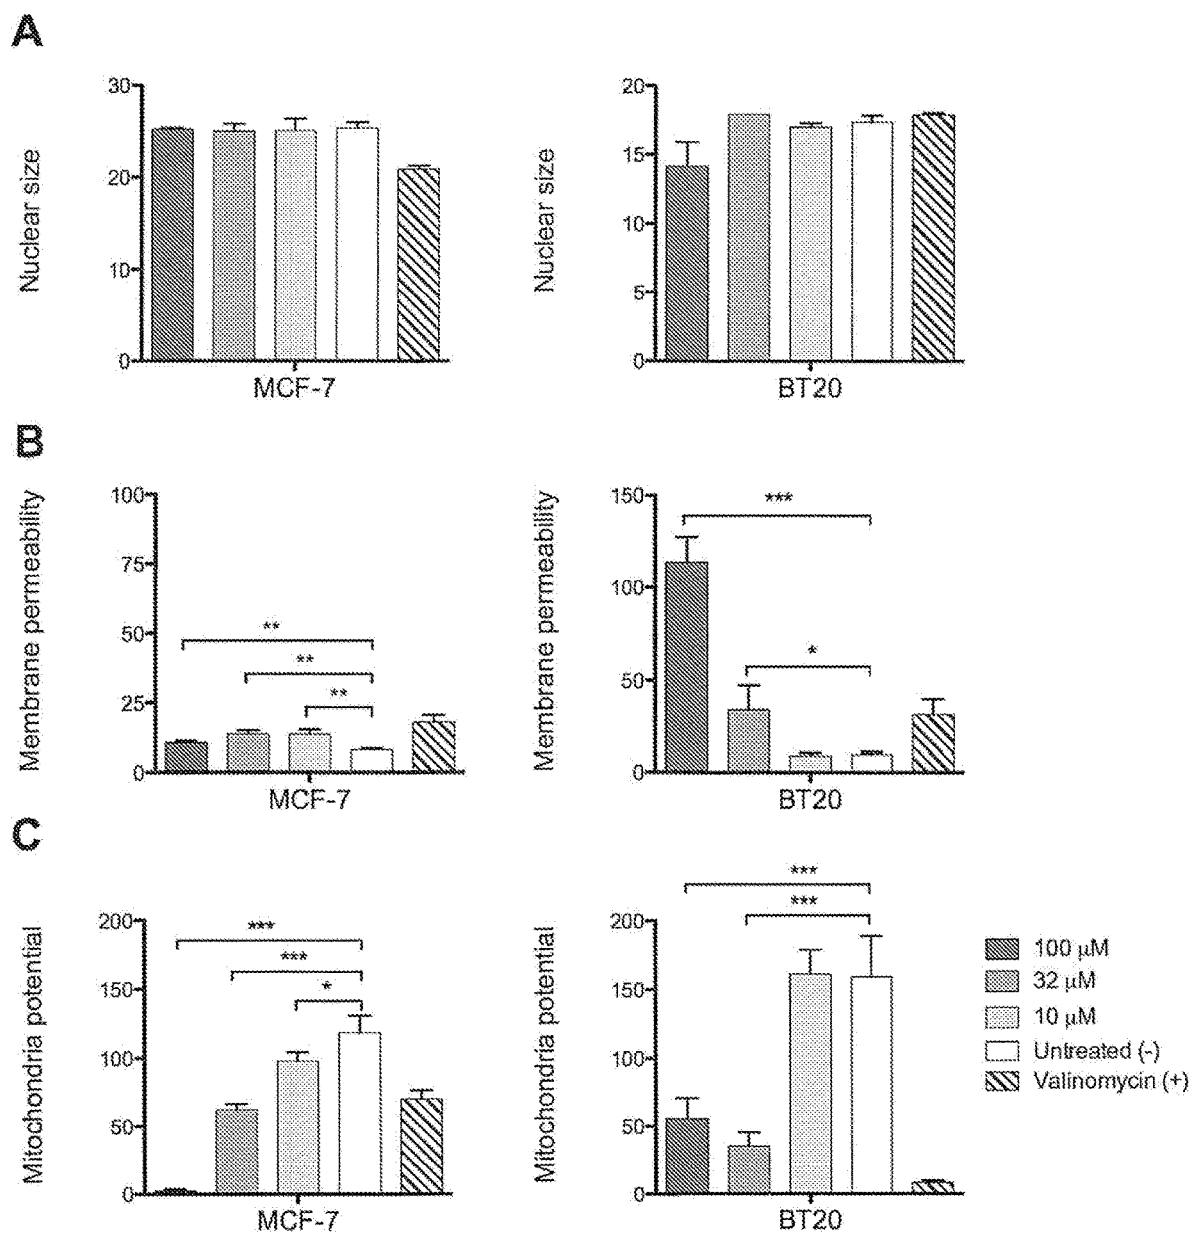 A
Nuclear size
30
20
10
0
MCF-7
Nuclear size
20
15
10
5
0
BT20
B
Membrane permeability
100
75
50
25
0
**
**
**
MCF-7
Membrane permeability
150
100
50
0
***
*
BT20
C
Mitochondria potential
200
150
100
50
0
***
***
*
MCF-7
Mitochondria potential
200
150
100
50
0
***
***
BT20
100 µM
32 µM
10 µM
Untreated (-)
Valinomycin (+)